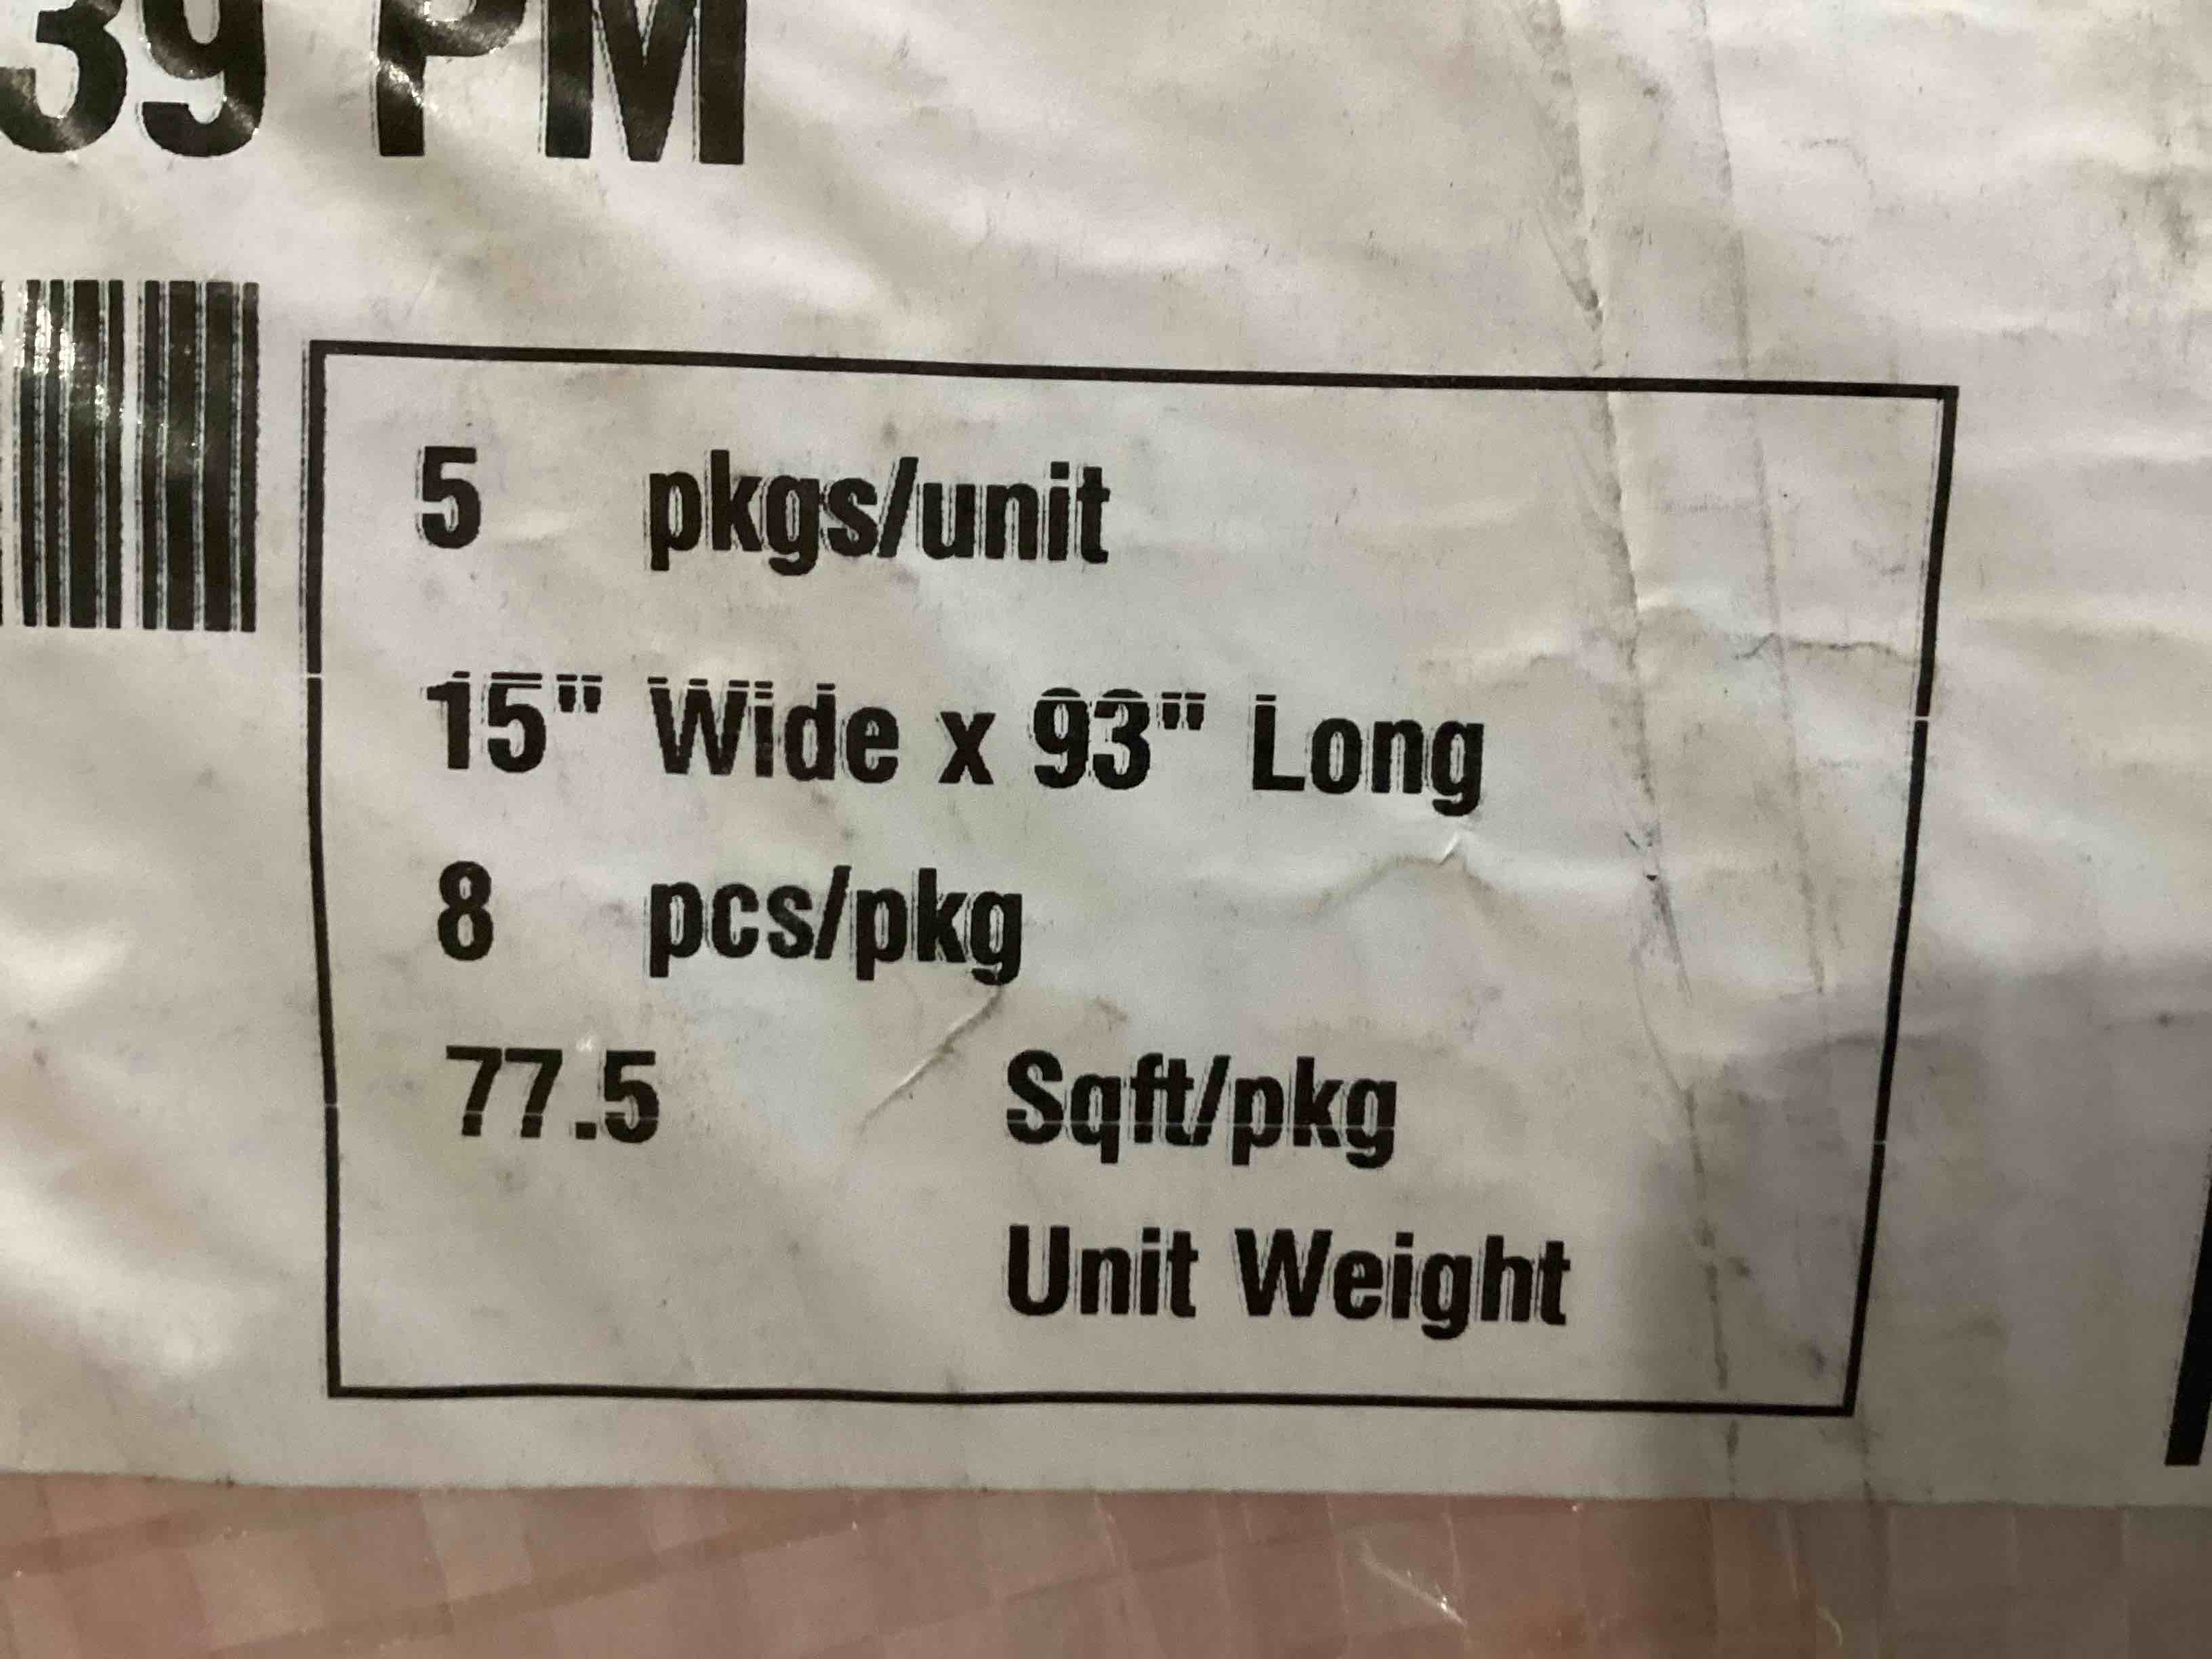 39 PM
5 pkgs/unit
15" Wide x 93" Long
8 pcs/pkg
77.5 Sqft/pkg
Unit Weight